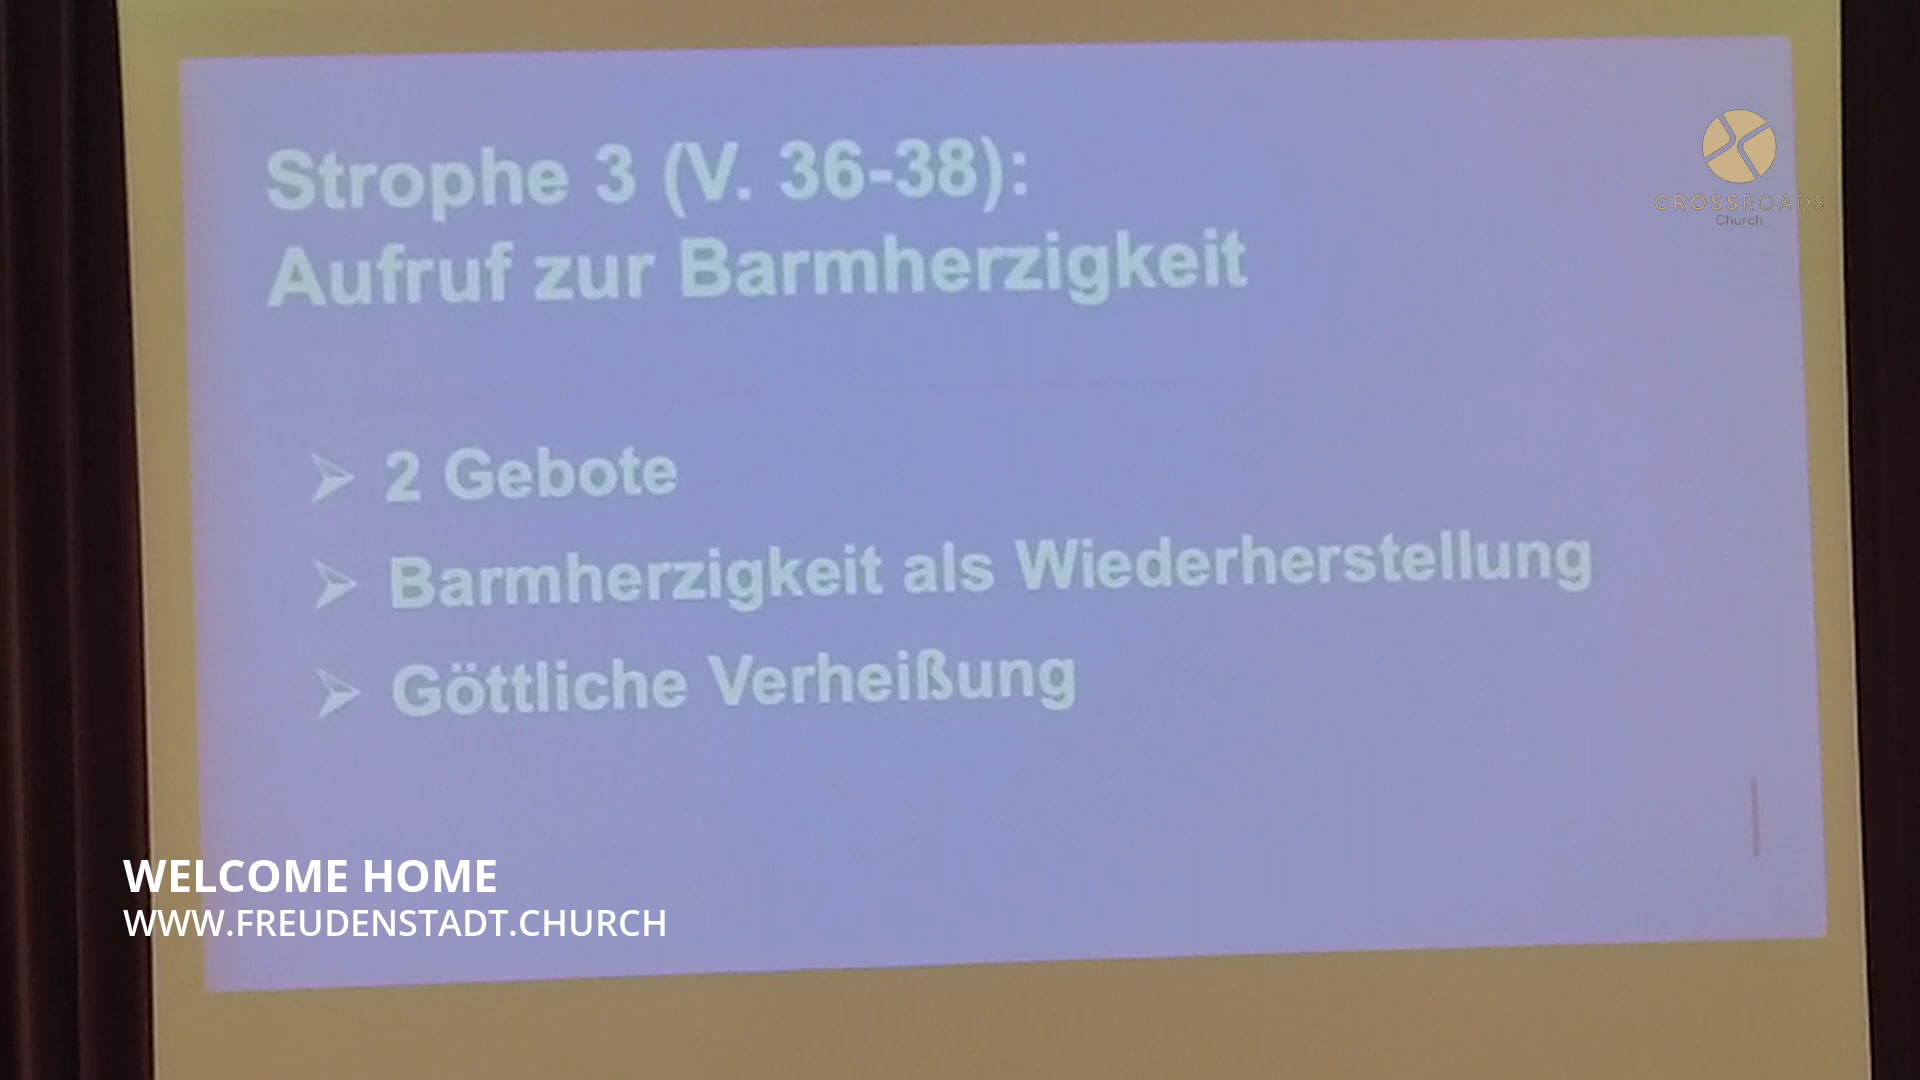 Strophe 3 (V. 36-38):
Aufruf zur Barmherzigkeit
CROSSROADS
Church
➢ 2 Gebote
➢ Barmherzigkeit als Wiederherstellung
➢ Göttliche Verheißung
WELCOME HOME
WWW.FREUDENSTADT.CHURCH